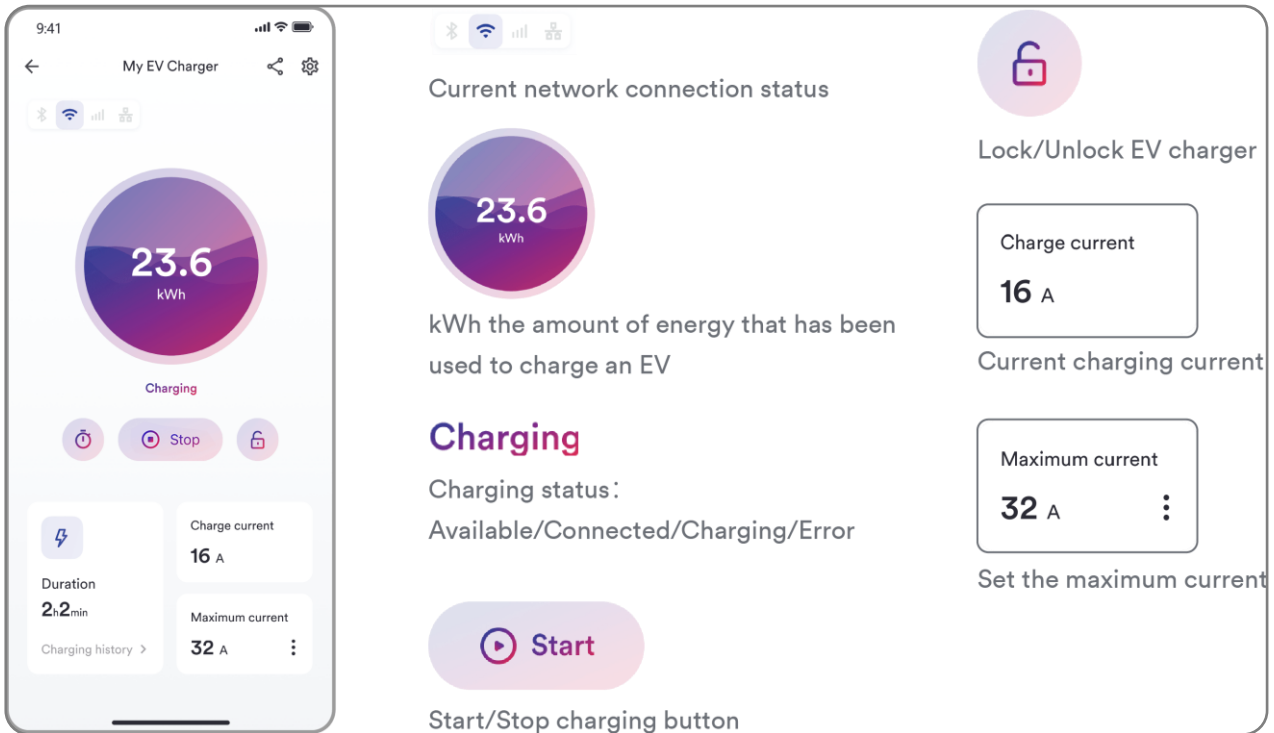 9:41
My EV Charger
23.6
kWh
Charging
Stop
Duration
2h2min
Charging history >
Charge current
16 A
Maximum current
32 A
Current network connection status
23.6
kWh
kWh the amount of energy that has been
used to charge an EV
Charging
Charging status:
Available/Connected/Charging/Error
Start
Start/Stop charging button
Lock/Unlock EV charger
Charge current
16 A
Current charging current
Maximum current
32 A
Set the maximum current